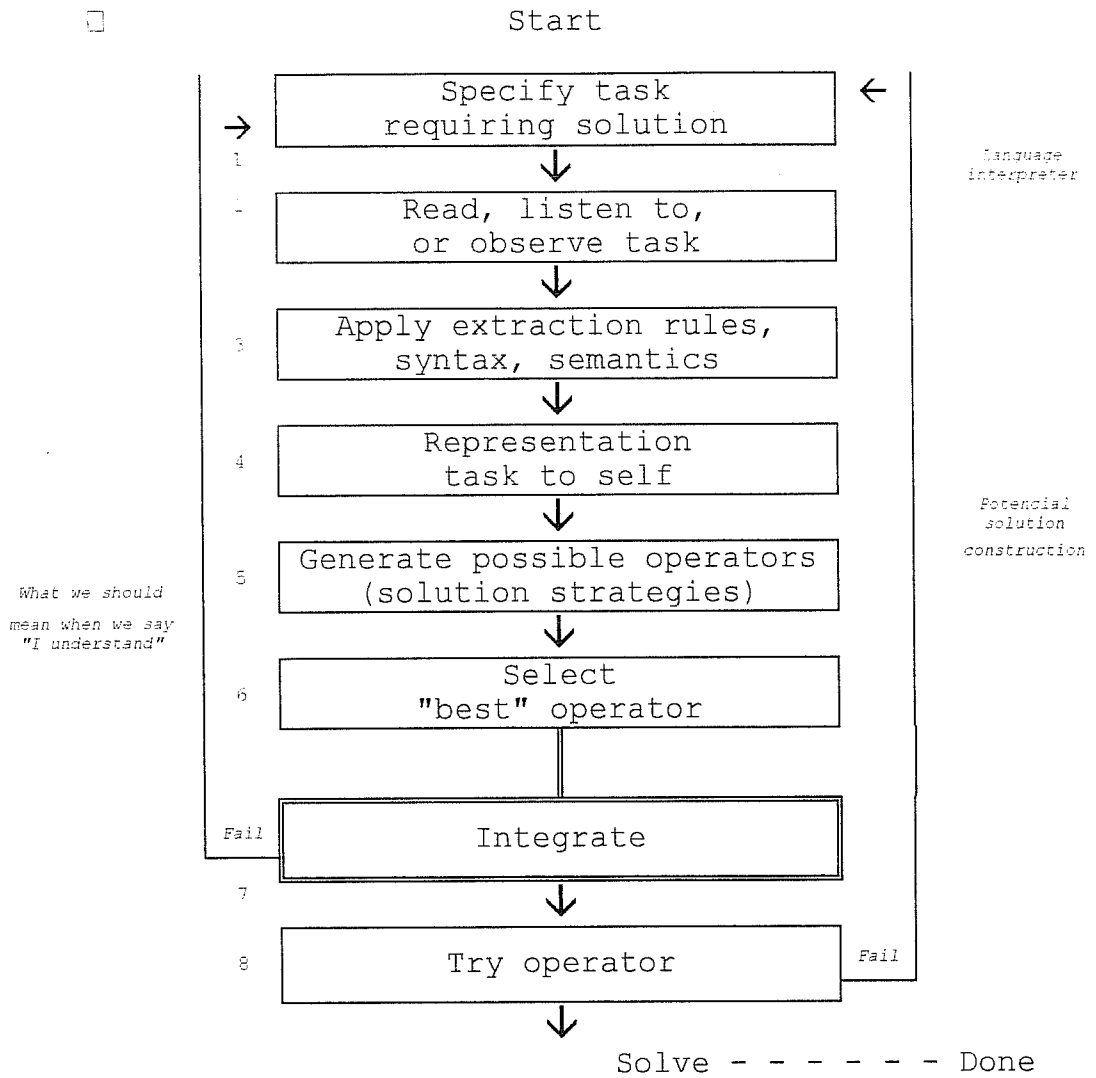 Start
Specify task
requiring solution
1
Language
interpreter
Read, listen to,
or observe task
Apply extraction rules,
syntax, semantics
3
Representation
task to self
4
Potencial
solution
construction
Generate possible operators
(solution strategies)
5
What we should
mean when we say
"I understand"
Select
"best" operator
6
Fail
Integrate
7
8
Try operator
Fail
Solve - - - - - - Done